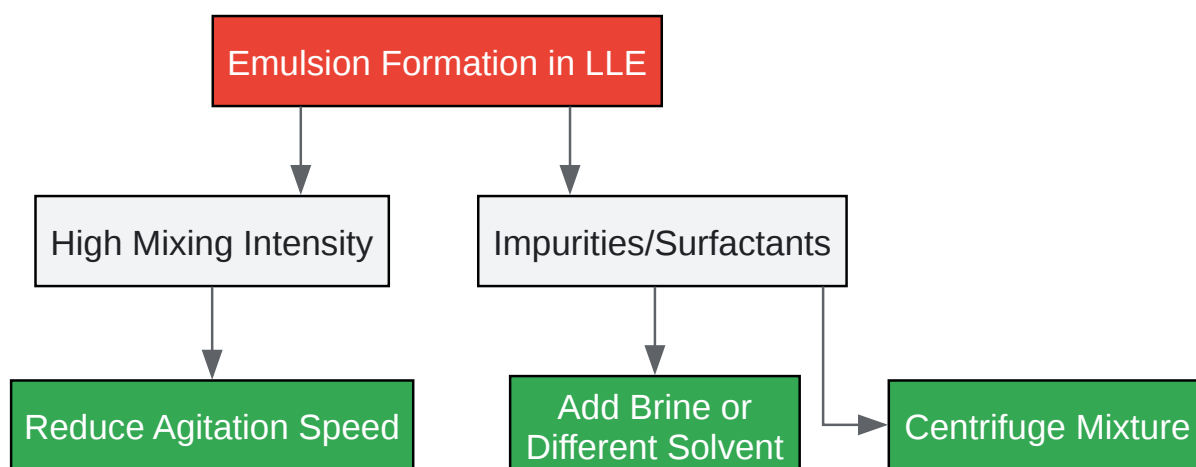 Emulsion Formation in LLE
High Mixing Intensity
Impurities/Surfactants
Reduce Agitation Speed
Add Brine or
Different Solvent
Centrifuge Mixture